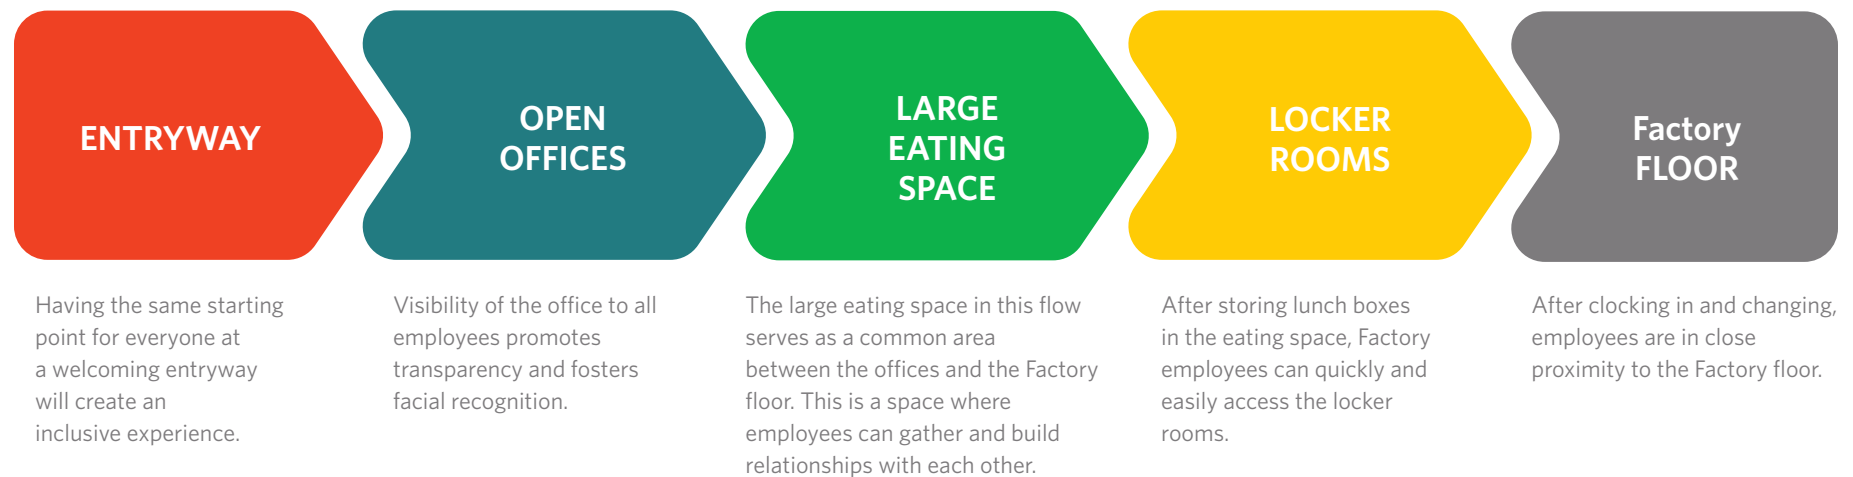 ENTRYWAY
OPEN
OFFICES
LARGE
EATING
SPACE
LOCKER
ROOMS
Factory
FLOOR
Having the same starting
point for everyone at
a welcoming entryway
will create an
inclusive experience.
Visibility of the office to all
employees promotes
transparency and fosters
facial recognition.
The large eating space in this flow
serves as a common area
between the offices and the Factory
floor. This is a space where
employees can gather and build
relationships with each other.
After storing lunch boxes
in the eating space, Factory
employees can quickly and
easily access the locker
rooms.
After clocking in and changing,
employees are in close
proximity to the Factory floor.